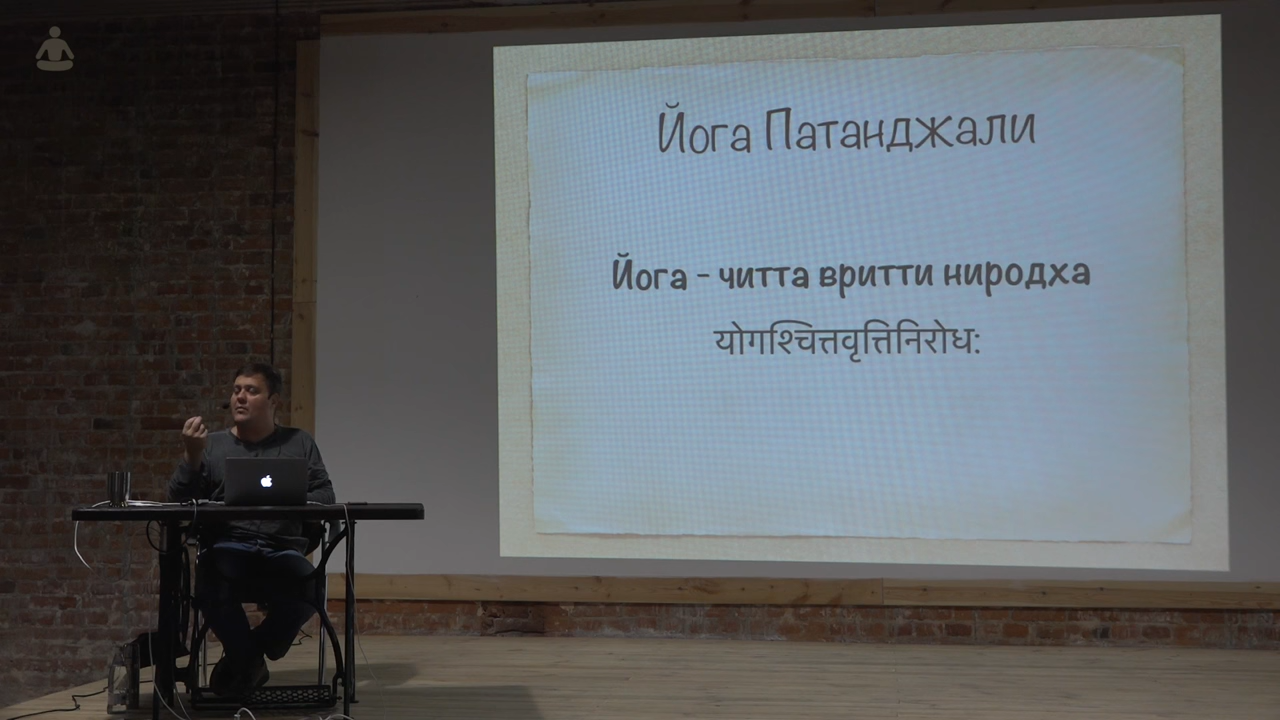 Йога Патанджали
Йога - читта вритти ниродха
योगश्चित्तवृत्तिनिरोध: